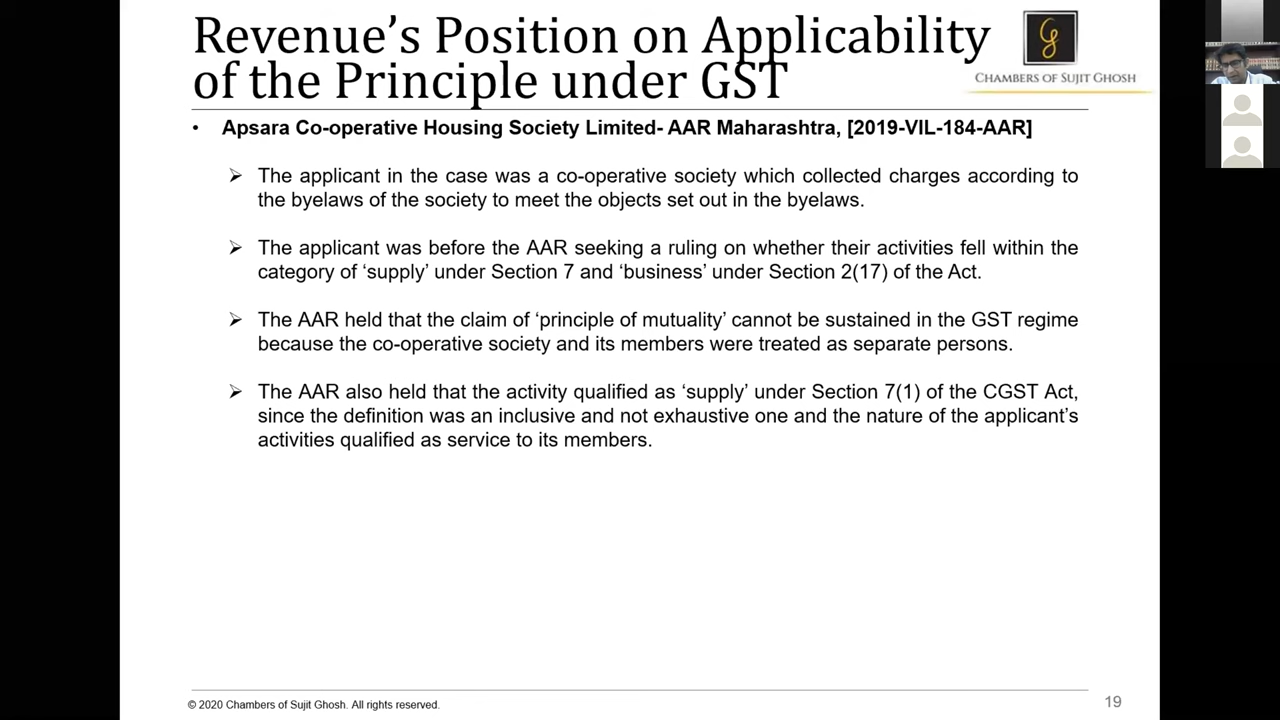 Revenue’s Position on Applicability
of the Principle under GST
CHAMBERS OF SUJIT GHOSH
• Apsara Co-operative Housing Society Limited- AAR Maharashtra, [2019-VIL-184-AAR]
➢ The applicant in the case was a co-operative society which collected charges according to
the byelaws of the society to meet the objects set out in the byelaws.
➢ The applicant was before the AAR seeking a ruling on whether their activities fell within the
category of ‘supply’ under Section 7 and ‘business’ under Section 2(17) of the Act.
➢ The AAR held that the claim of ‘principle of mutuality’ cannot be sustained in the GST regime
because the co-operative society and its members were treated as separate persons.
➢ The AAR also held that the activity qualified as ‘supply’ under Section 7(1) of the CGST Act,
since the definition was an inclusive and not exhaustive one and the nature of the applicant’s
activities qualified as service to its members.
© 2020 Chambers of Sujit Ghosh. All rights reserved.
19